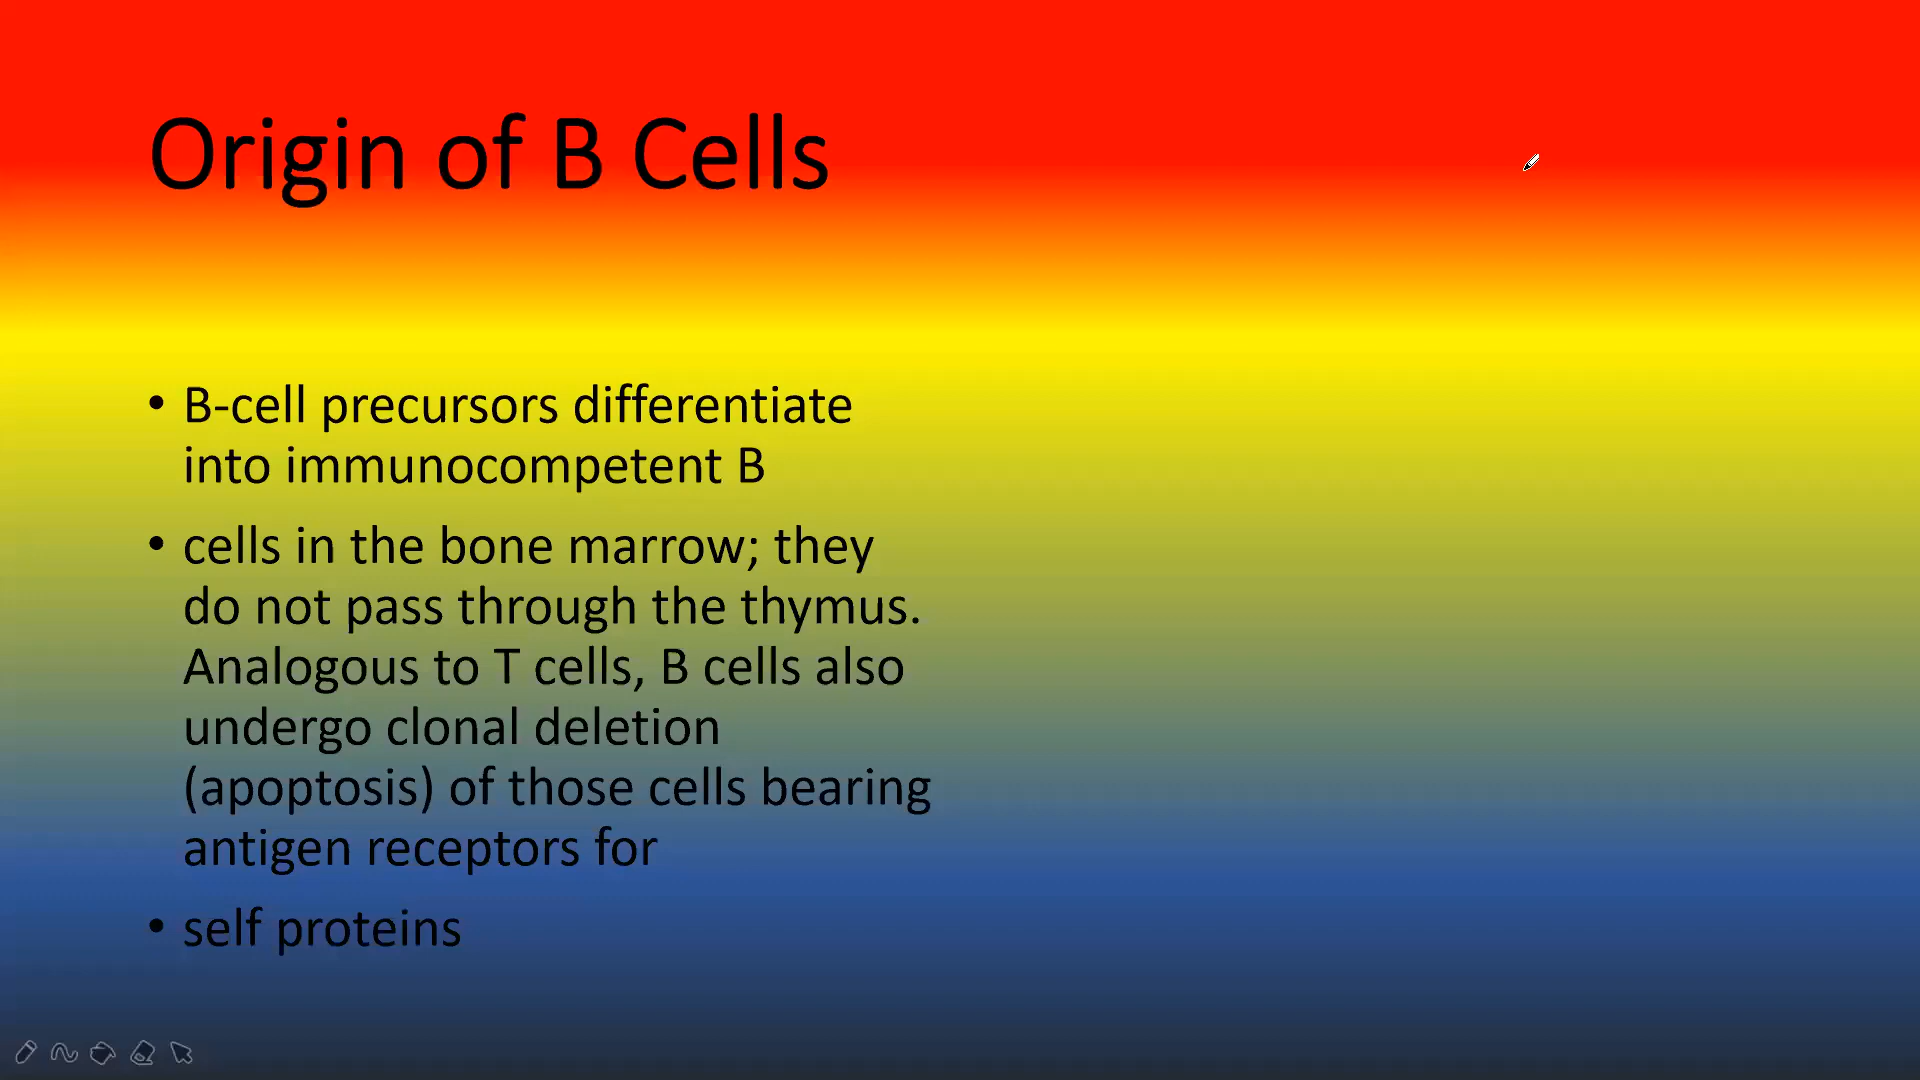 Origin of B Cells
• B-cell precursors differentiate
into immunocompetent B
• cells in the bone marrow; they
do not pass through the thymus.
Analogous to T cells, B cells also
undergo clonal deletion
(apoptosis) of those cells bearing
antigen receptors for
• self proteins